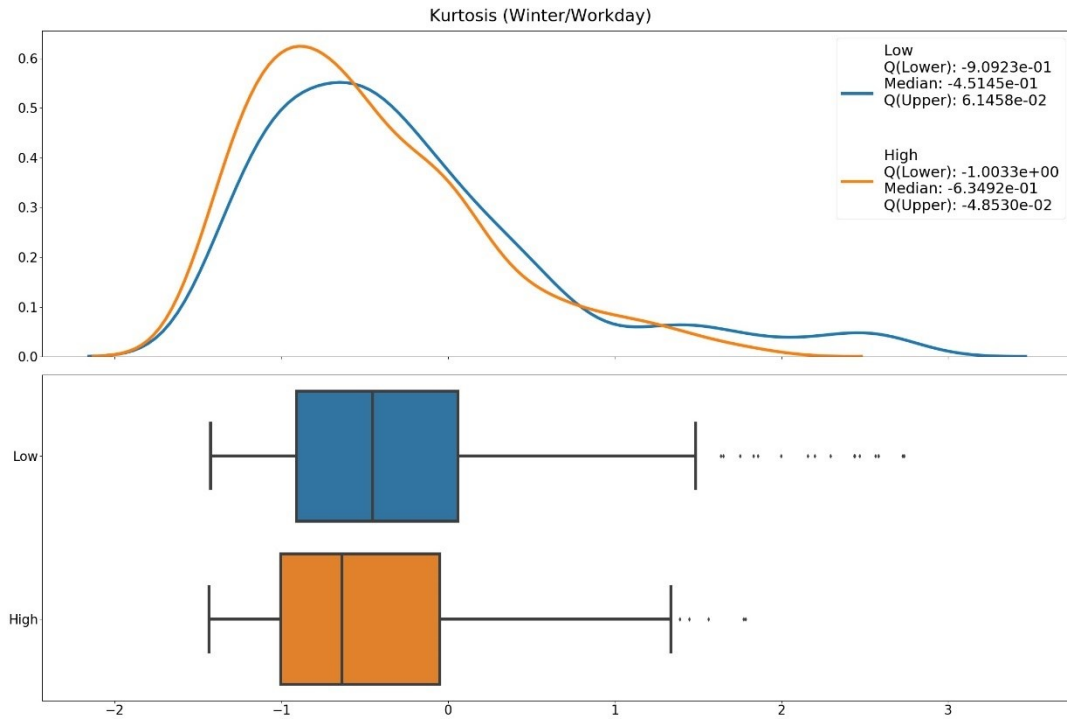 Kurtosis (Winter/Workday)
Low
Q(Lower): -9.0923e-01
Median: -4.5145e-01
Q(Upper): 6.1458e-02
High
Q(Lower): -1.0033e+00
Median: -6.3492e-01
Q(Upper): -4.8530e-02
0.6
0.5
0.4
0.3
0.2
0.1
0.0
Low
High
−2
−1
0
1
2
3